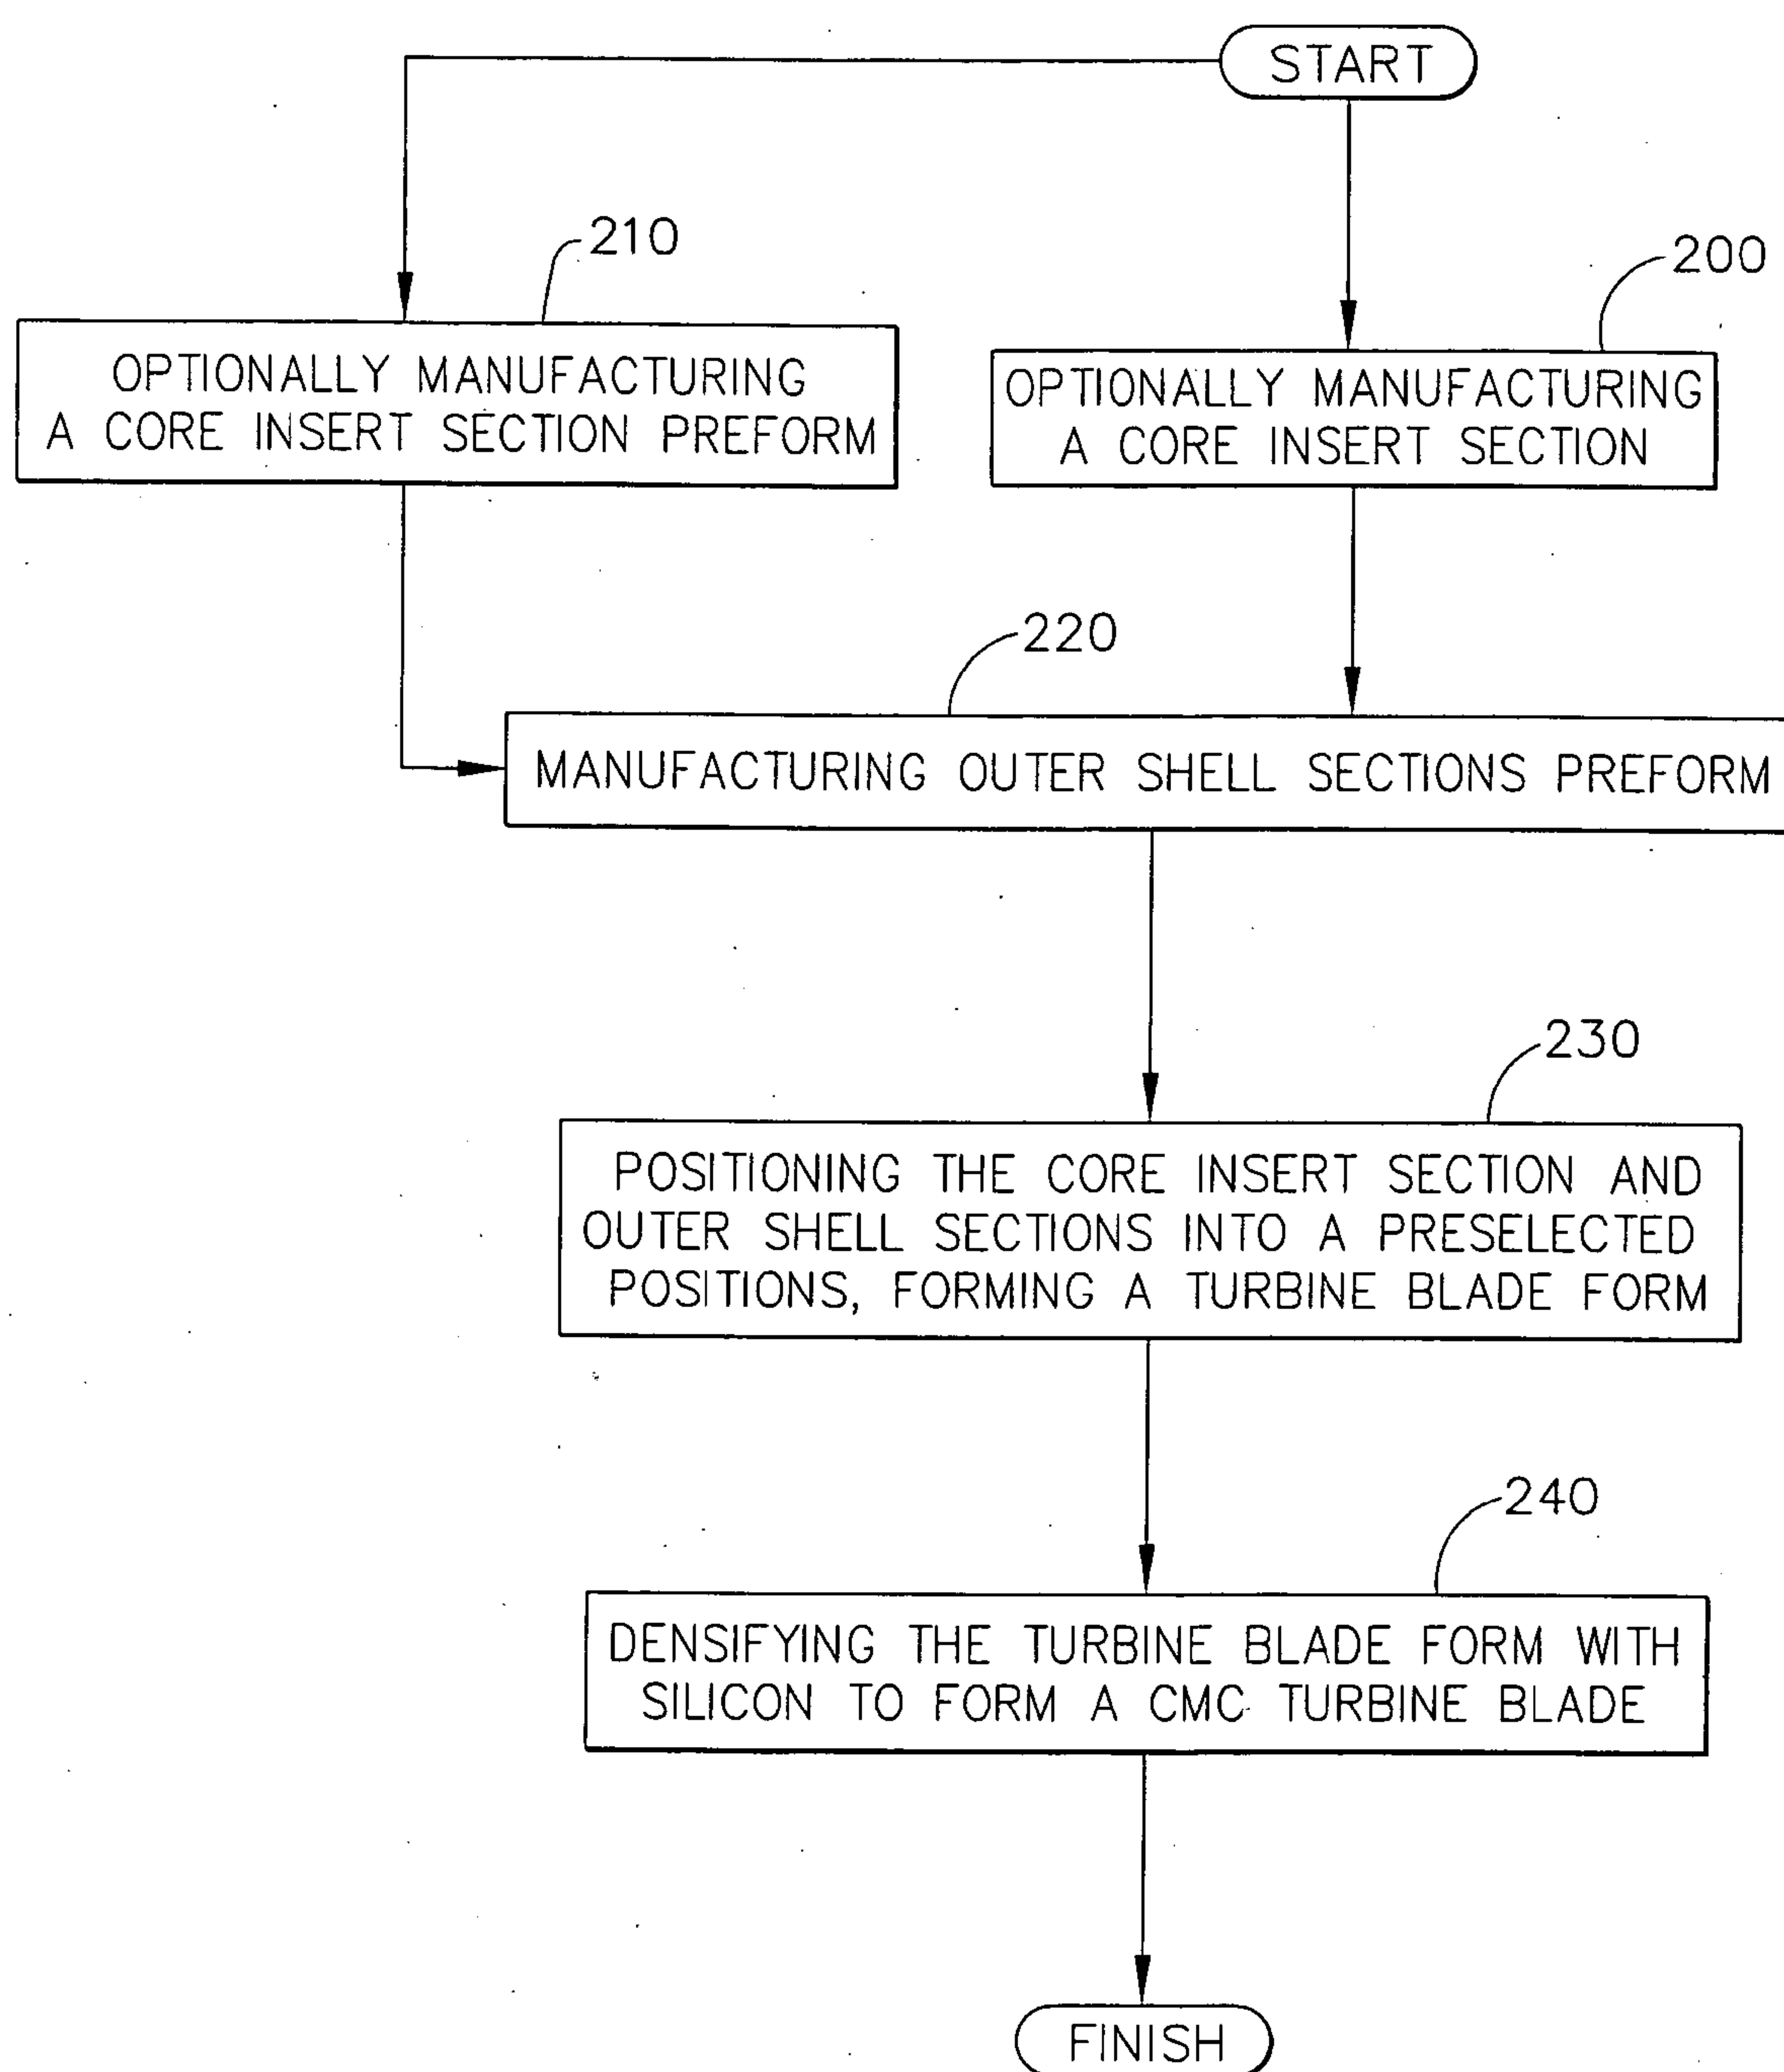 START
210
200
OPTIONALLY MANUFACTURING
A CORE INSERT SECTION PREFORM
OPTIONALLY MANUFACTURING
A CORE INSERT SECTION
220
MANUFACTURING OUTER SHELL SECTIONS PREFORM
230
POSITIONING THE CORE INSERT SECTION AND
OUTER SHELL SECTIONS INTO A PRESELECTED
POSITIONS, FORMING A TURBINE BLADE FORM
240
DENSIFYING THE TURBINE BLADE FORM WITH
SILICON TO FORM A CMC TURBINE BLADE
FINISH